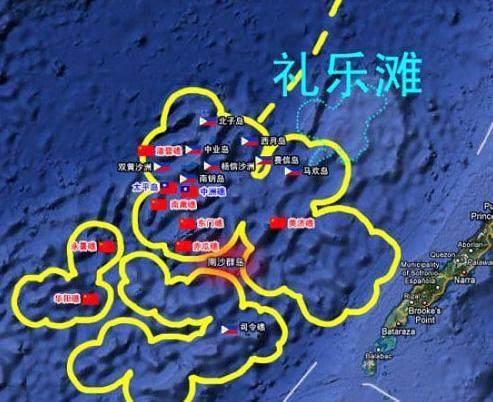 礼乐滩
北子岛
渚碧礁
中业岛
西月岛
双黄沙洲
杨信沙洲
费信岛
马欢岛
南钥岛
太平岛
中洲礁
南薰礁
东门礁
美济礁
永暑礁
赤瓜礁
南沙群岛
华阳礁
司令礁
Aborlan
Quezon
Palawan
Municipality
of Sofronio
Española
Narra
Rizal
Brooke's
Point
Bataraza
Balabac